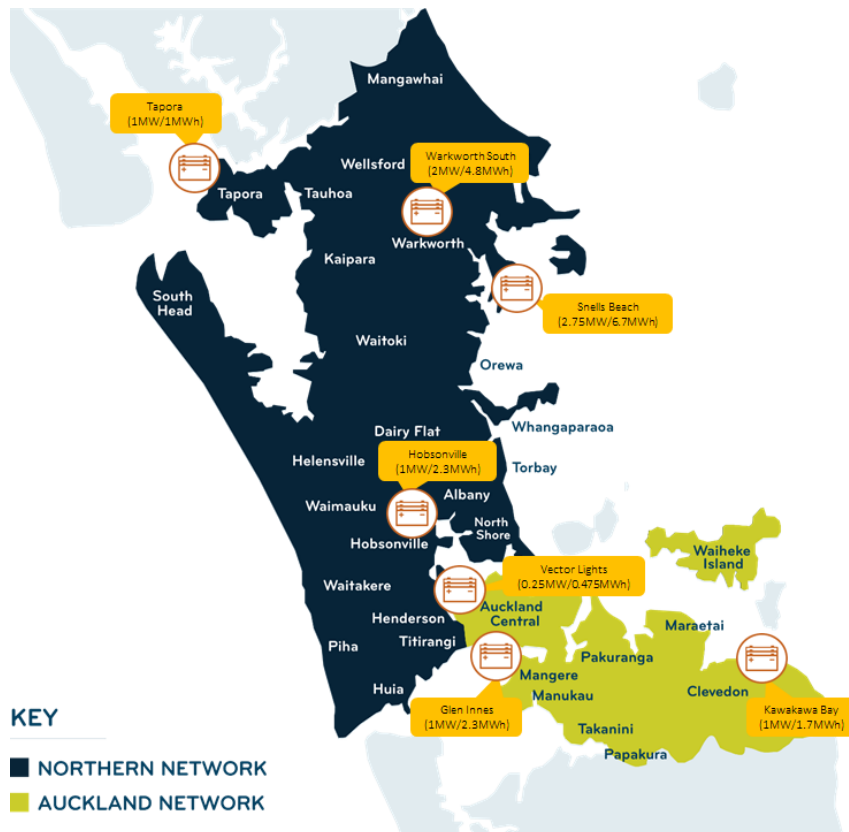 Mangawhai
Tapora
(1MW/1MWh)
Wellsford
Warkworth South
(2MW/4.8MWh)
Tapora
Tauhoa
Warkworth
Kaipara
South
Head
Snells Beach
(2.75MW/6.7MWh)
Waitoki
Orewa
Whangaparaoa
Dairy Flat
Helensville
Hobsonville
(1MW/2.3MWh)
Torbay
Albany
Waimauku
North
Shore
Hobsonville
Waiheke
Island
Vector Lights
(0.25MW/0.475MWh)
Waitakere
Auckland
Central
Henderson
Titirangi
Maraetai
Piha
Pakuranga
Mangere
Huia
Manukau
Clevedon
Glen Innes
(1MW/2.3MWh)
Kawakawa Bay
(1MW/1.7MWh)
Takanini
Papakura
KEY
NORTHERN NETWORK
AUCKLAND NETWORK